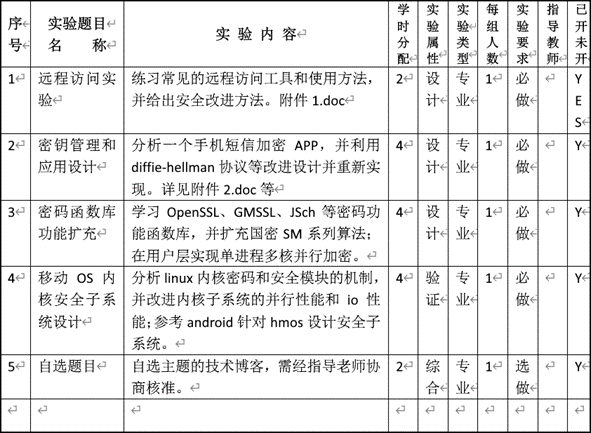 序号 实验题目名称 实 验 内 容 学时分配 实验属性 实验类型 每组人数 实验要求 指导教师 已开未开
1 远程访问实 练习常见的远程访问工具和使用方法, 2 设 专 1 必 Y
验 并给出安全改进方法。附件 1.doc 计 业 做 E
S
2 密钥管理和 分析一个手机短信加密 APP,并利用 4 设 专 1 必 Y
应用设计 diffie-hellman 协议等改进设计并重新实 计 业 做
现。详见附件 2.doc 等
3 密码函数库 学习 OpenSSL、GMSSL、JSch 等密码功 4 设 专 1 必 Y
功能扩充 能函数库,并扩充国密 SM 系列算法; 计 业 做
在用户层实现单进程多核并行加密。
4 移动 OS 内 分析 linux 内核密码和安全模块的机制, 4 验 专 1 必 Y
核安全子系 并改进内核子系统的并行性能和 io 性 证 业 做
统设计 能;参考 android 针对 hmos 设计安全子
系统。
5 自选题目 自选主题的技术博客,需经指导老师协 2 综 专 1 选 Y
商核准。 合 业 做